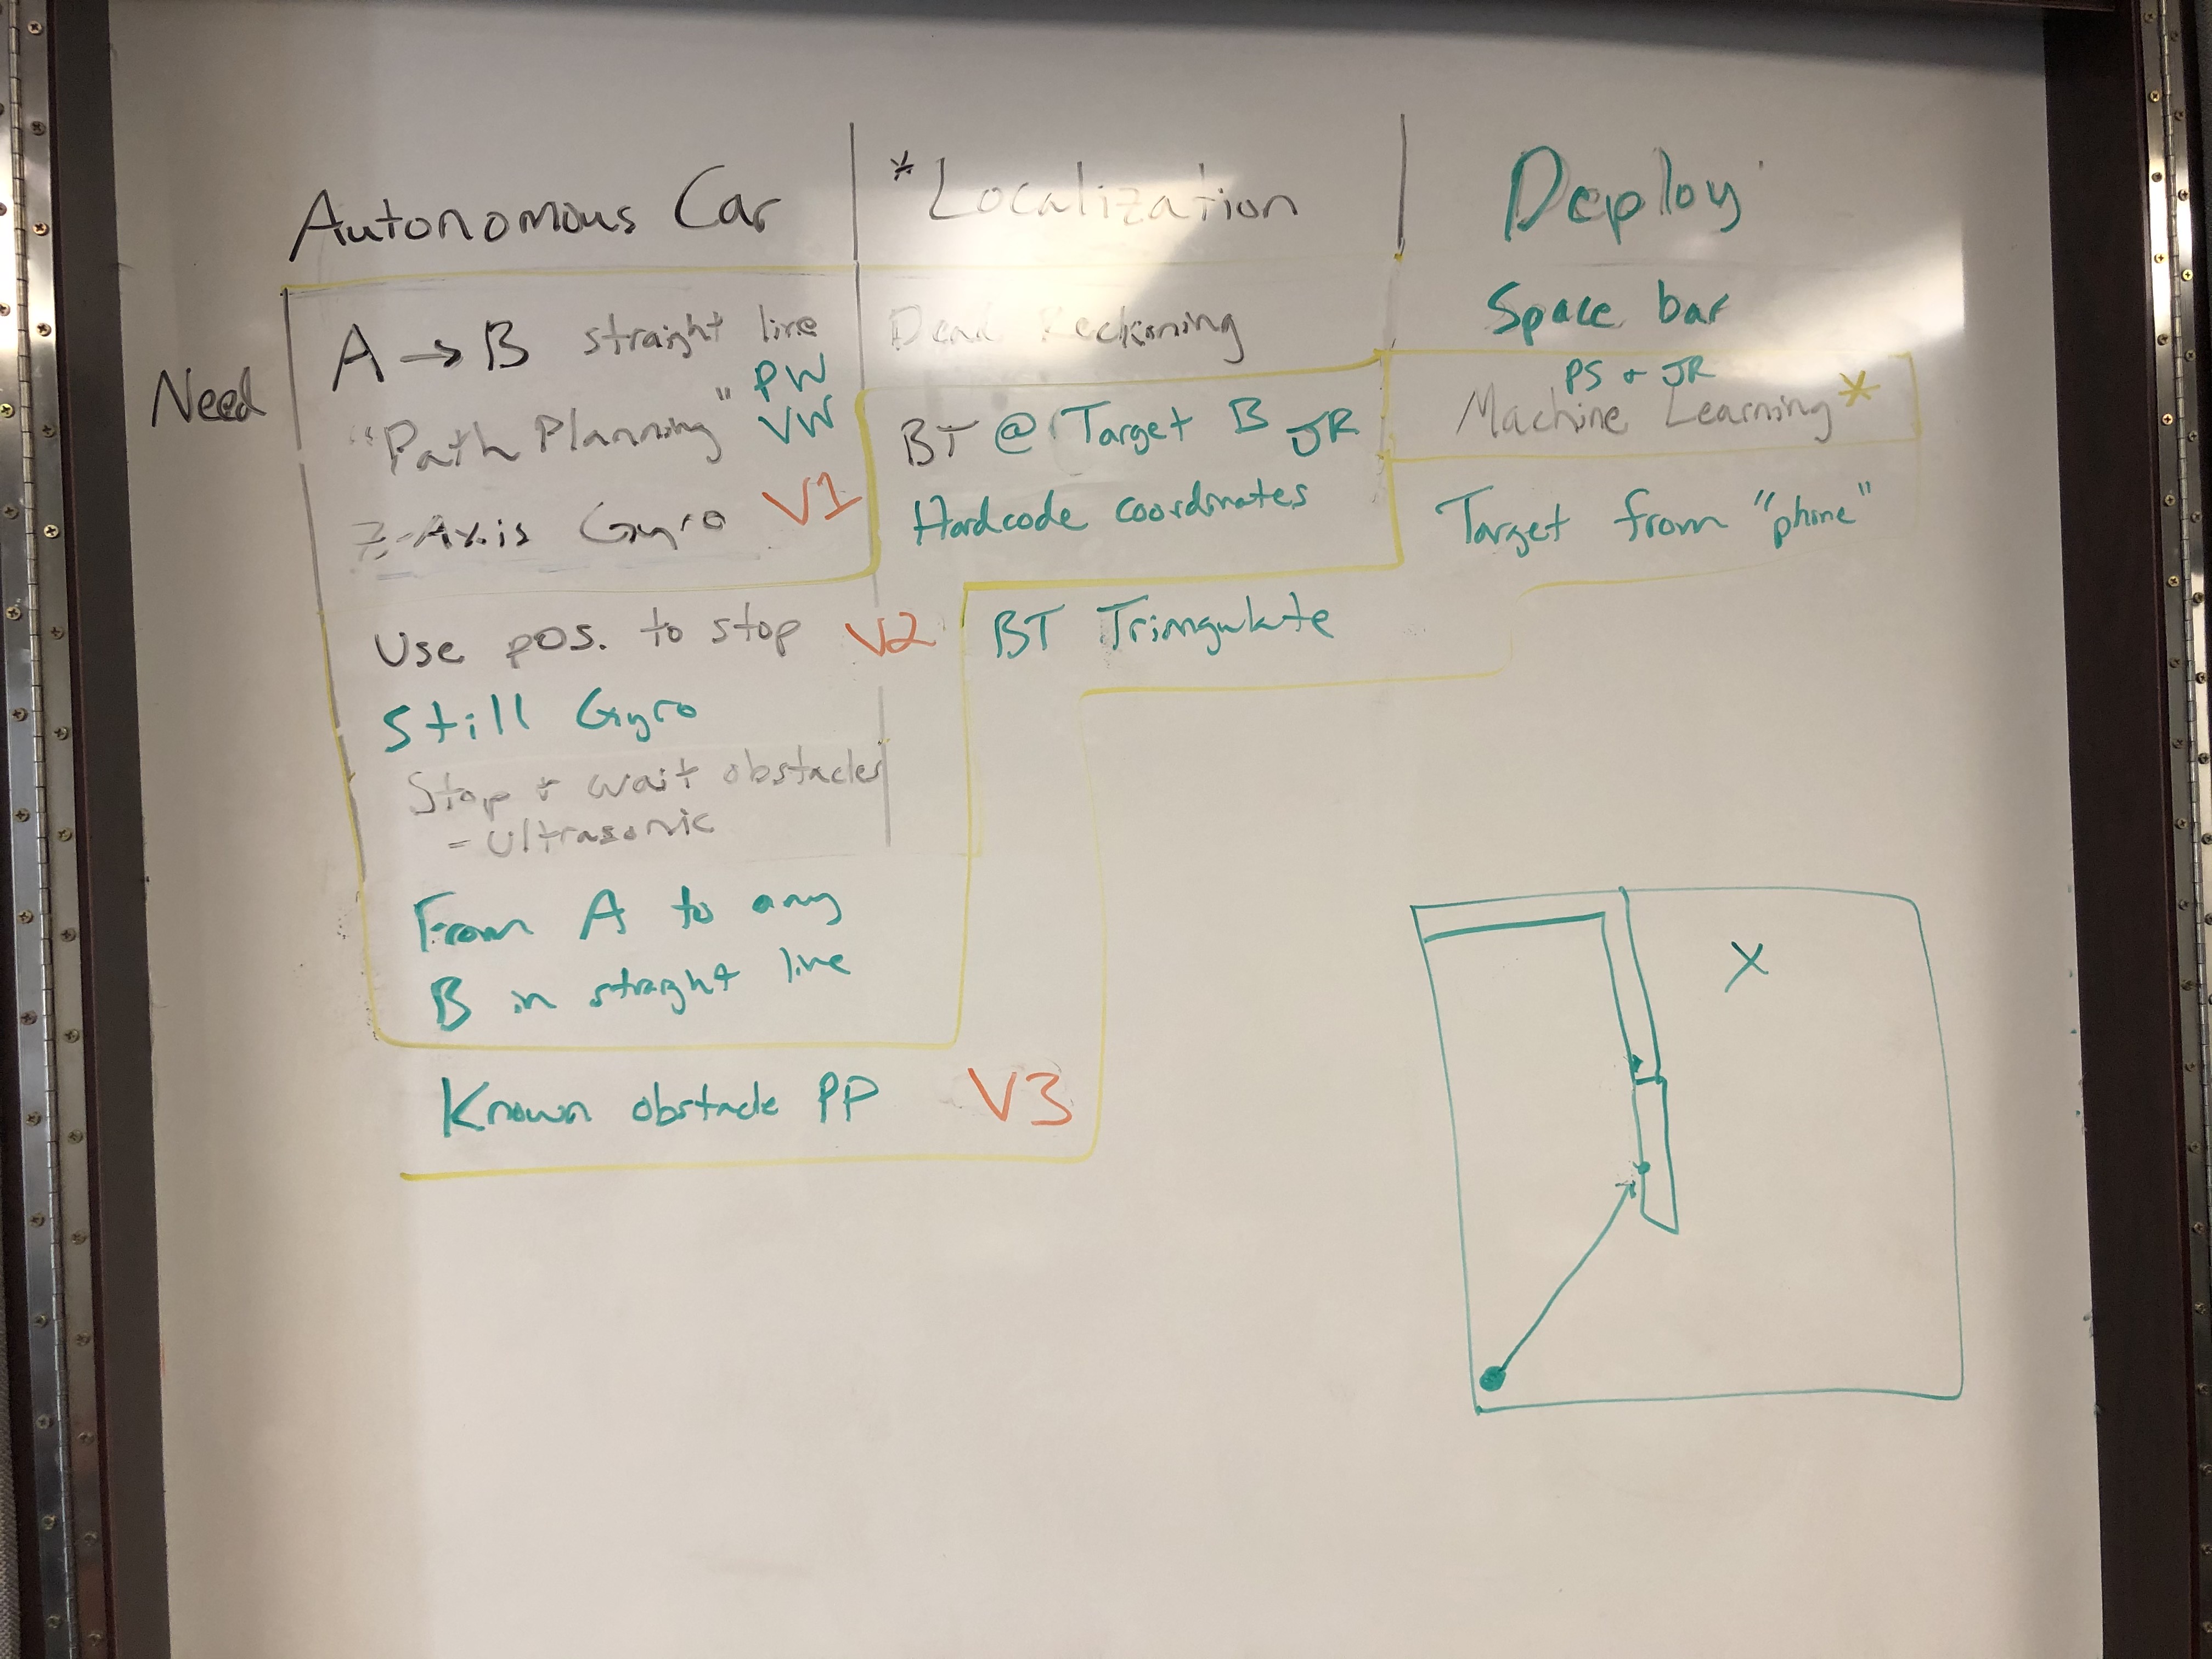 Autonomous Car
*Localization
Deploy
Need
A → B straight line
"Path Planning"
PW
VW
Z-Axis Gyro V1
Dead Reckoning
BT @ Target B JR
Hardcode coordinates
Space bar
PS + JR
Machine Learning *
Target from "phone"
Use pos. to stop V2
Still Gyro
Stop + wait obstacles
- Ultrasonic
From A to any
B in straight line
BT Triangulate
Known obstacle PP V3
X